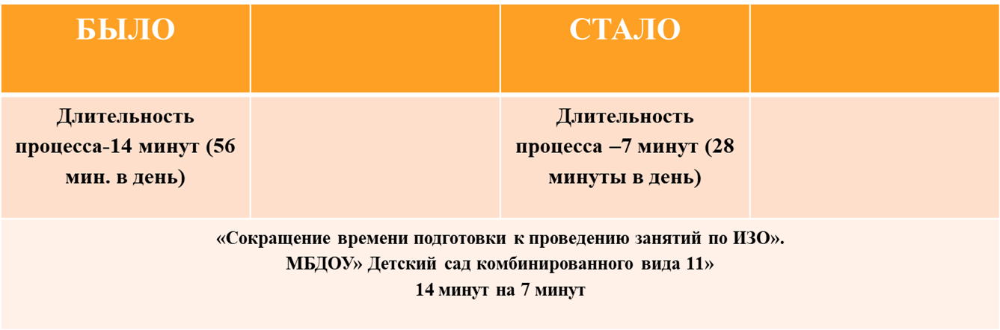 БЫЛО
СТАЛО
Длительность
процесса-14 минут (56
мин. в день)
Длительность
процесса –7 минут (28
минуты в день)
«Сокращение времени подготовки к проведению занятий по ИЗО».
МБДОУ» Детский сад комбинированного вида 11»
14 минут на 7 минут